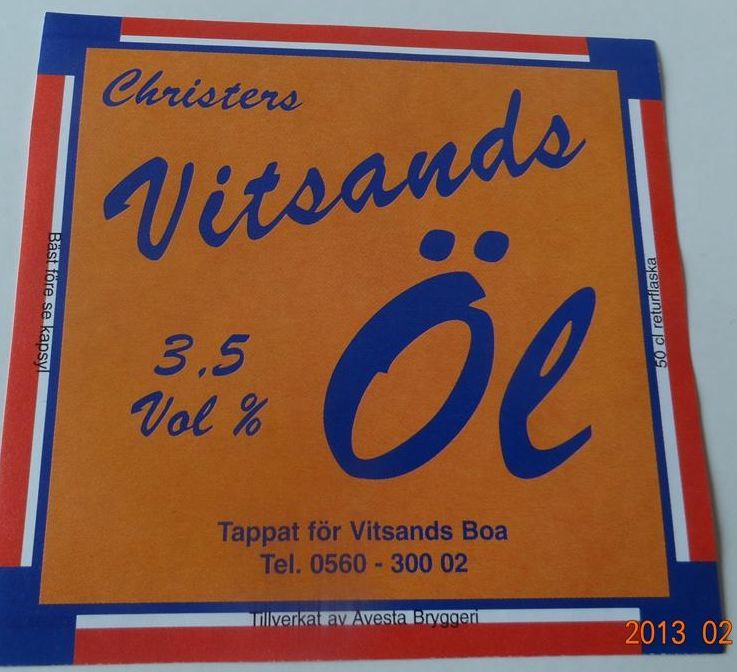 Christers
Vitsands
Öl
3,5
Vol %
Bäst före se kapsyl
50 cl returflaska
Tappat för Vitsands Boa
Tel. 0560 - 300 02
Tillverkat av Avesta Bryggeri
2013 02